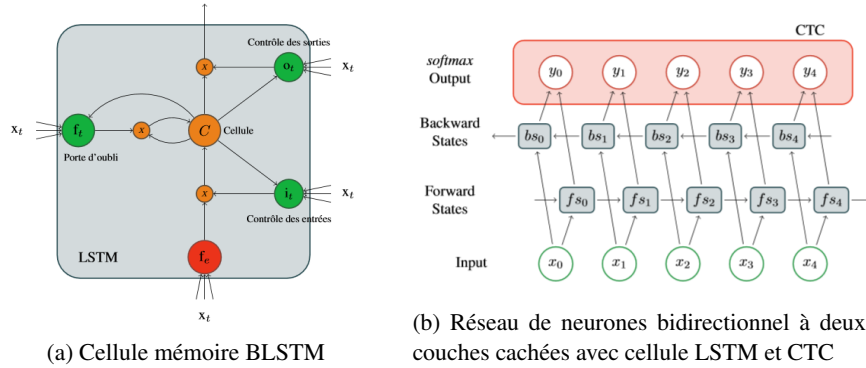 Contrôle des sorties
x
o_t
x_t
x_t
f_t
x
C
Cellule
Porte d'oubli
x
i_t
x_t
Contrôle des entrées
LSTM
f_e
x_t
(a) Cellule mémoire BLSTM
CTC
softmax
Output
y_0 y_1 y_2 y_3 y_4
Backward
States
bs_0 bs_1 bs_2 bs_3 bs_4
Forward
States
fs_0 fs_1 fs_2 fs_3 fs_4
Input
x_0 x_1 x_2 x_3 x_4
(b) Réseau de neurones bidirectionnel à deux
couches cachées avec cellule LSTM et CTC